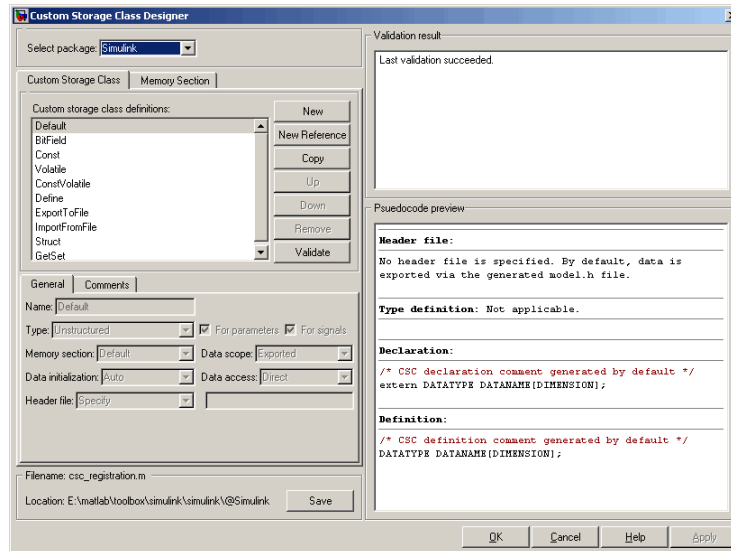 Custom Storage Class Designer
Select package: Simulink
Custom Storage Class
Memory Section
Custom storage class definitions:
Default
BitField
Const
Volatile
ConstVolatile
Define
ExportToFile
ImportFromFile
Struct
GetSet
New
New Reference
Copy
Up
Down
Remove
Validate
General
Comments
Name: Default
Type: Unstructured
For parameters
For signals
Memory section: Default
Data scope: Exported
Data initialization: Auto
Data access: Direct
Header file: Specify
Filename: csc_registration.m
Location: E:\matlab\toolbox\simulink\simulink\@Simulink
Save
Validation result
Last validation succeeded.
Psuedocode preview
Header file:
No header file is specified. By default, data is
exported via the generated model.h file.
Type definition: Not applicable.
Declaration:
/* CSC declaration comment generated by default */
extern DATATYPE DATANAME[DIMENSION];
Definition:
/* CSC definition comment generated by default */
DATATYPE DATANAME[DIMENSION];
OK
Cancel
Help
Apply